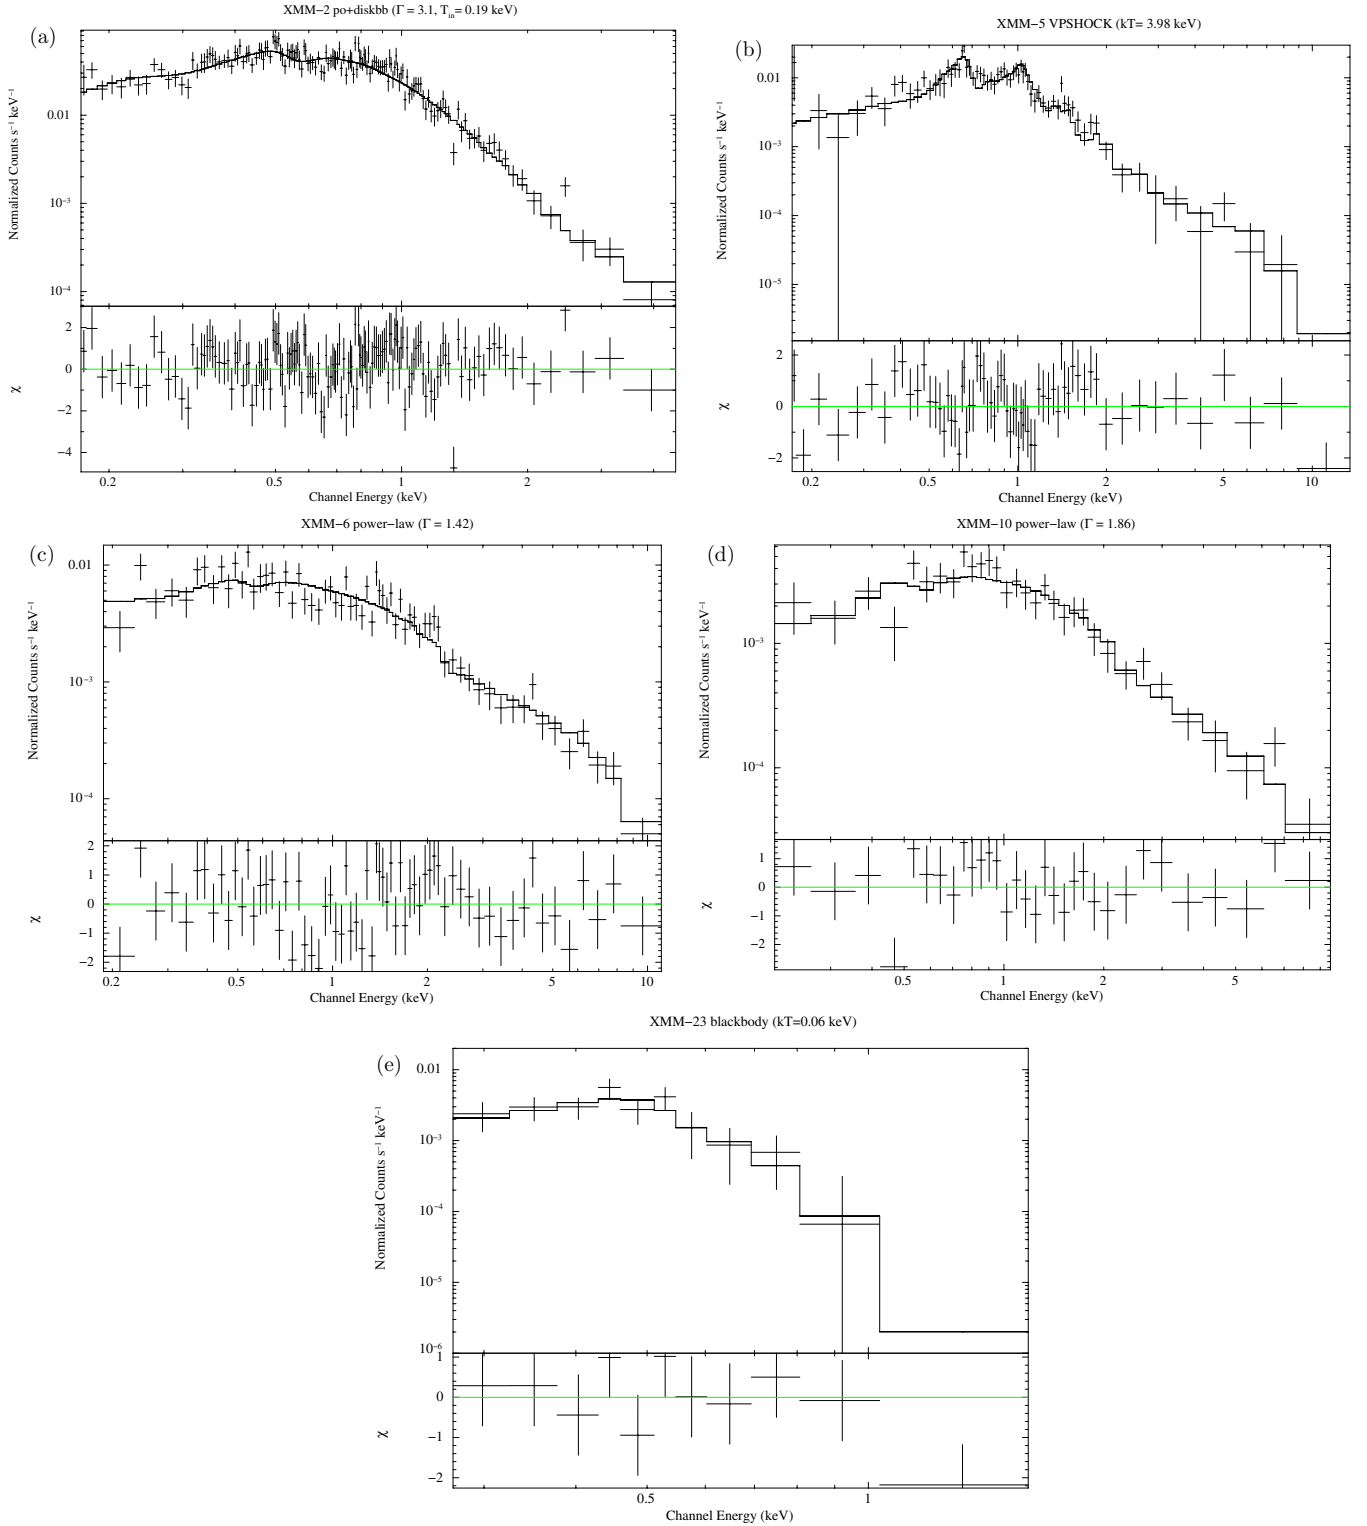 XMM−2 po+diskbb (Γ = 3.1, Tin= 0.19 keV)
(a)
Normalized Counts s−1 keV−1
0.01
10−3
10−4
χ
2
0
−2
−4
0.2
0.5
1
2
Channel Energy (keV)
XMM−5 VPSHOCK (kT= 3.98 keV)
(b)
Normalized Counts s−1 keV−1
0.01
10−3
10−4
10−5
χ
2
0
−2
0.2
0.5
1
2
5
10
Channel Energy (keV)
XMM−6 power−law (Γ = 1.42)
(c)
Normalized Counts s−1 keV−1
0.01
10−3
10−4
χ
2
1
0
−1
−2
0.2
0.5
1
2
5
10
Channel Energy (keV)
XMM−10 power−law (Γ = 1.86)
(d)
Normalized Counts s−1 keV−1
10−3
10−4
χ
1
0
−1
−2
0.5
1
2
5
Channel Energy (keV)
XMM−23 blackbody (kT=0.06 keV)
(e)
Normalized Counts s−1 keV−1
0.01
10−3
10−4
10−5
10−6
χ
1
0
−1
−2
0.5
1
Channel Energy (keV)